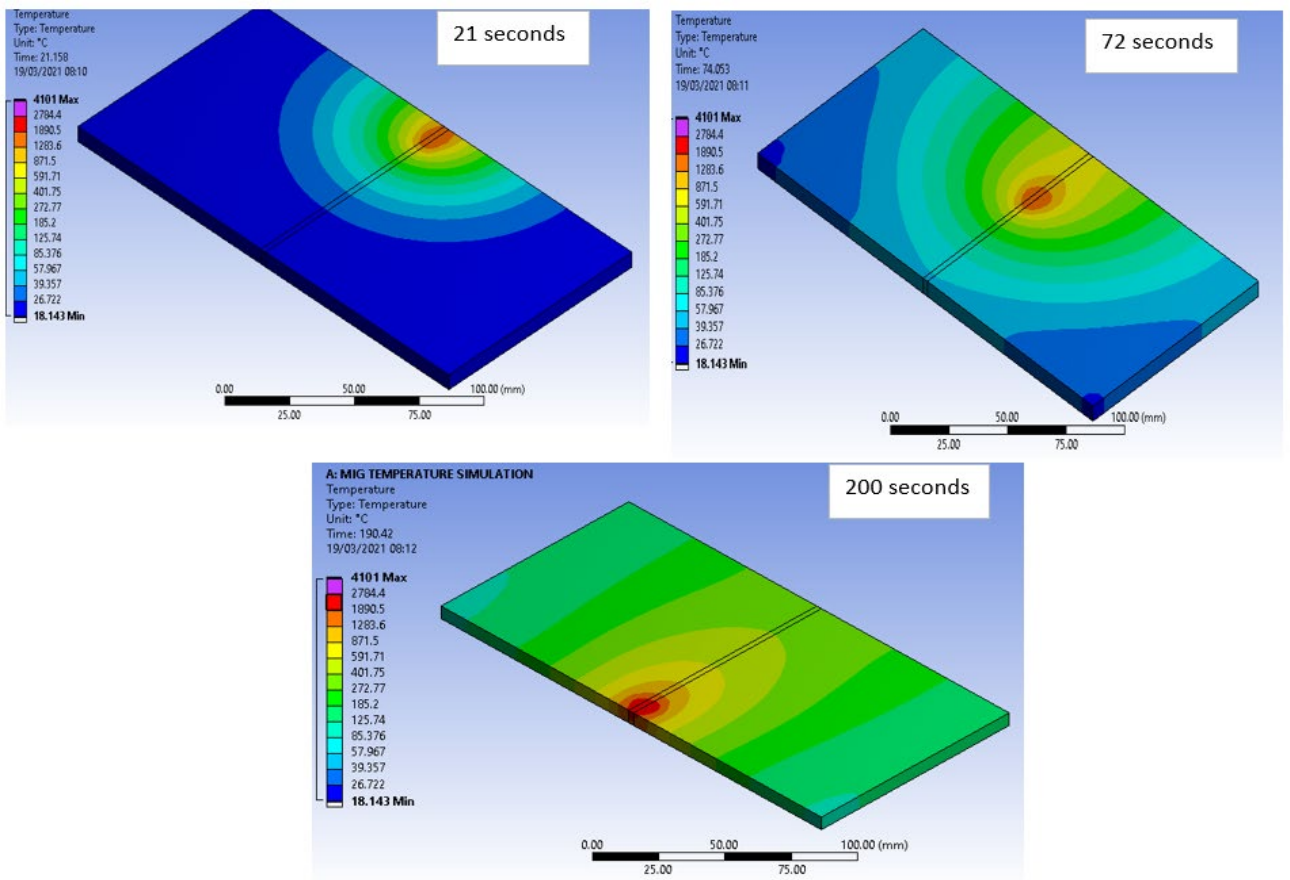 Temperature
Type: Temperature
Unit: °C
Time: 21.158
19/03/2021 08:10
21 seconds
4101 Max
2784.4
1890.5
1283.6
871.5
591.71
401.75
272.77
185.2
125.74
85.376
57.967
39.357
26.722
18.143 Min
0.00 50.00 100.00 (mm)
25.00 75.00
Temperature
Type: Temperature
Unit: °C
Time: 74.053
19/03/2021 08:11
72 seconds
4101 Max
2784.4
1890.5
1283.6
871.5
591.71
401.75
272.77
185.2
125.74
85.376
57.967
39.357
26.722
18.143 Min
0.00 50.00 100.00 (mm)
25.00 75.00
A: MIG TEMPERATURE SIMULATION
Temperature
Type: Temperature
Unit: °C
Time: 190.42
19/03/2021 08:12
200 seconds
4101 Max
2784.4
1890.5
1283.6
871.5
591.71
401.75
272.77
185.2
125.74
85.376
57.967
39.357
26.722
18.143 Min
0.00 50.00 100.00 (mm)
25.00 75.00